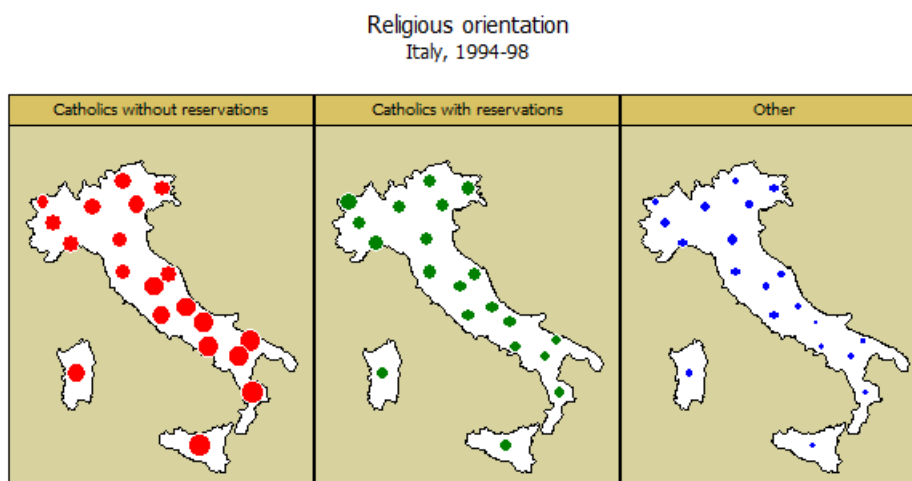 Religious orientation
Italy, 1994-98
Catholics without reservations
Catholics with reservations
Other